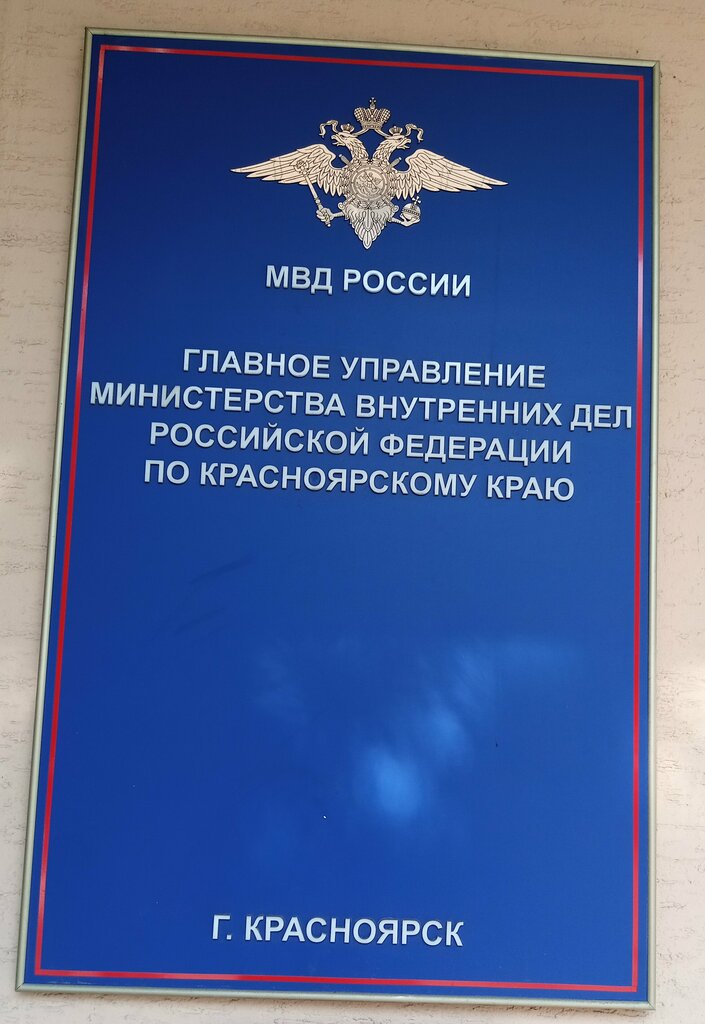 МВД РОССИИ
ГЛАВНОЕ УПРАВЛЕНИЕ
МИНИСТЕРСТВА ВНУТРЕННИХ ДЕЛ
РОССИЙСКОЙ ФЕДЕРАЦИИ
ПО КРАСНОЯРСКОМУ КРАЮ
Г. КРАСНОЯРСК